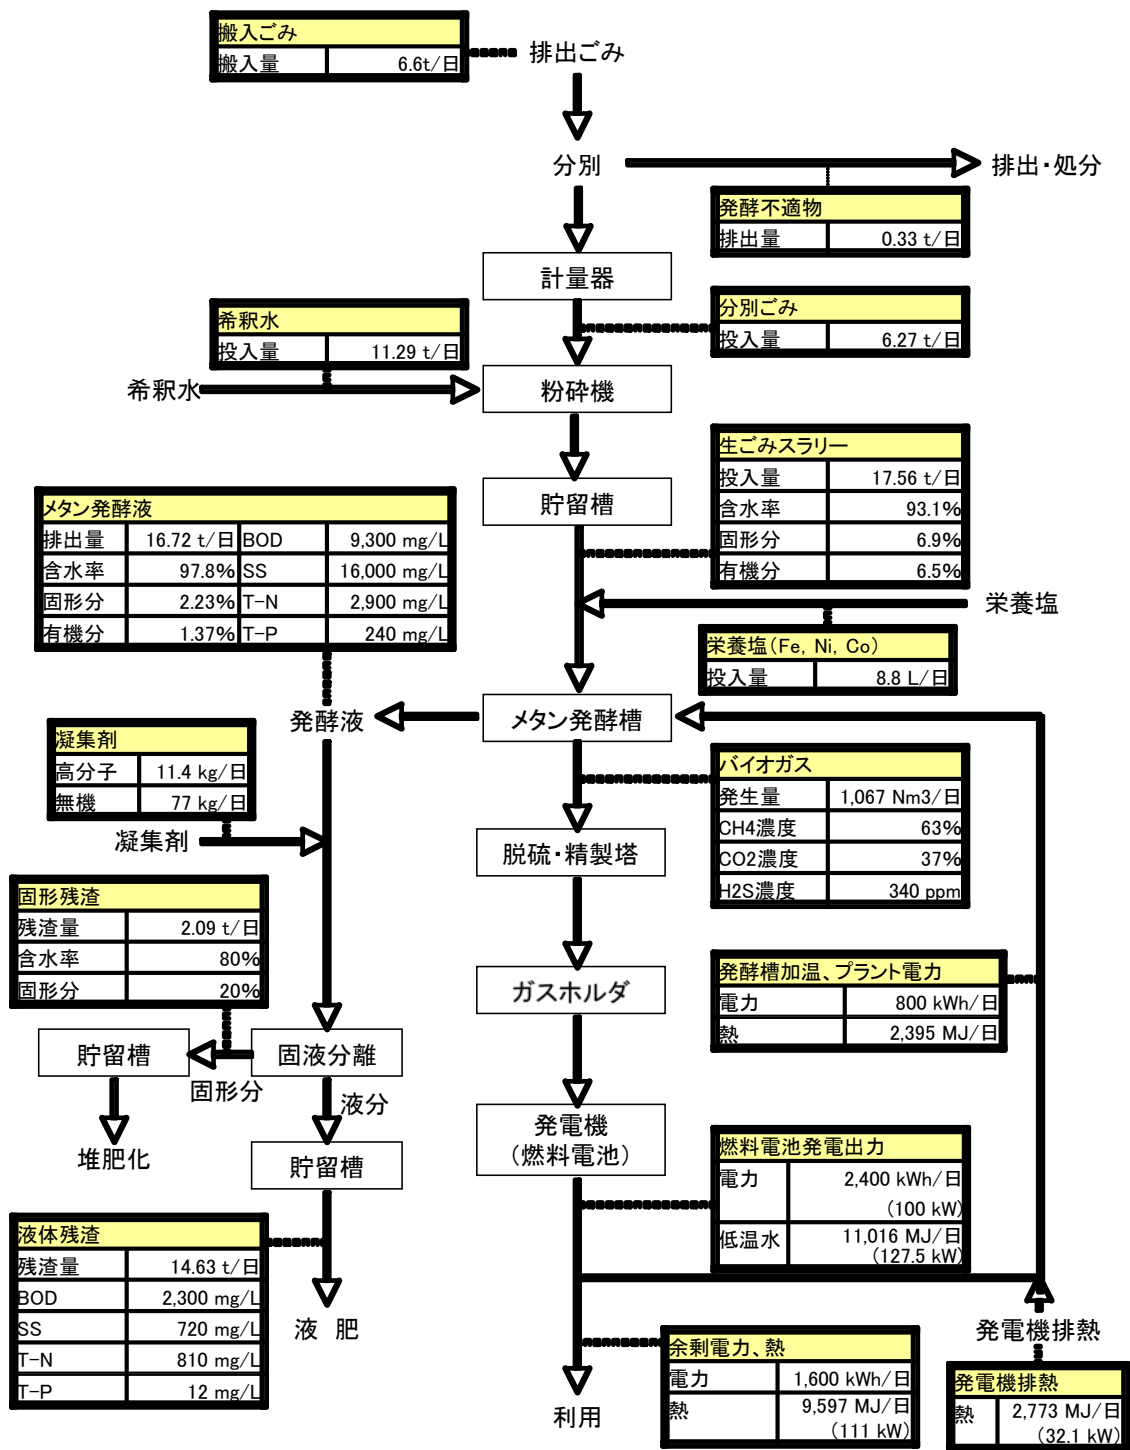 搬入ごみ
搬入量 6.6t/日
排出ごみ
分別
排出・処分
発酵不適物
排出量 0.33 t/日
計量器
分別ごみ
投入量 6.27 t/日
希釈水
投入量 11.29 t/日
希釈水
粉砕機
生ごみスラリー
投入量 17.56 t/日
含水率 93.1%
固形分 6.9%
有機分 6.5%
貯留槽
メタン発酵液
排出量 16.72 t/日 BOD 9,300 mg/L
含水率 97.8% SS 16,000 mg/L
固形分 2.23% T-N 2,900 mg/L
有機分 1.37% T-P 240 mg/L
栄養塩
栄養塩(Fe, Ni, Co)
投入量 8.8 L/日
発酵液
メタン発酵槽
凝集剤
高分子 11.4 kg/日
無機 77 kg/日
凝集剤
バイオガス
発生量 1,067 Nm3/日
CH4濃度 63%
CO2濃度 37%
H2S濃度 340 ppm
脱硫・精製塔
固形残渣
残渣量 2.09 t/日
含水率 80%
固形分 20%
ガスホルダ
発酵槽加温、プラント電力
電力 800 kWh/日
熱 2,395 MJ/日
貯留槽
固形分
固液分離
液分
堆肥化
貯留槽
発電機
(燃料電池)
燃料電池発電出力
電力 2,400 kWh/日
(100 kW)
低温水 11,016 MJ/日
(127.5 kW)
液体残渣
残渣量 14.63 t/日
BOD 2,300 mg/L
SS 720 mg/L
T-N 810 mg/L
T-P 12 mg/L
液 肥
発電機排熱
余剰電力、熱
電力 1,600 kWh/日
熱 9,597 MJ/日
(111 kW)
利用
発電機排熱
熱 2,773 MJ/日
(32.1 kW)